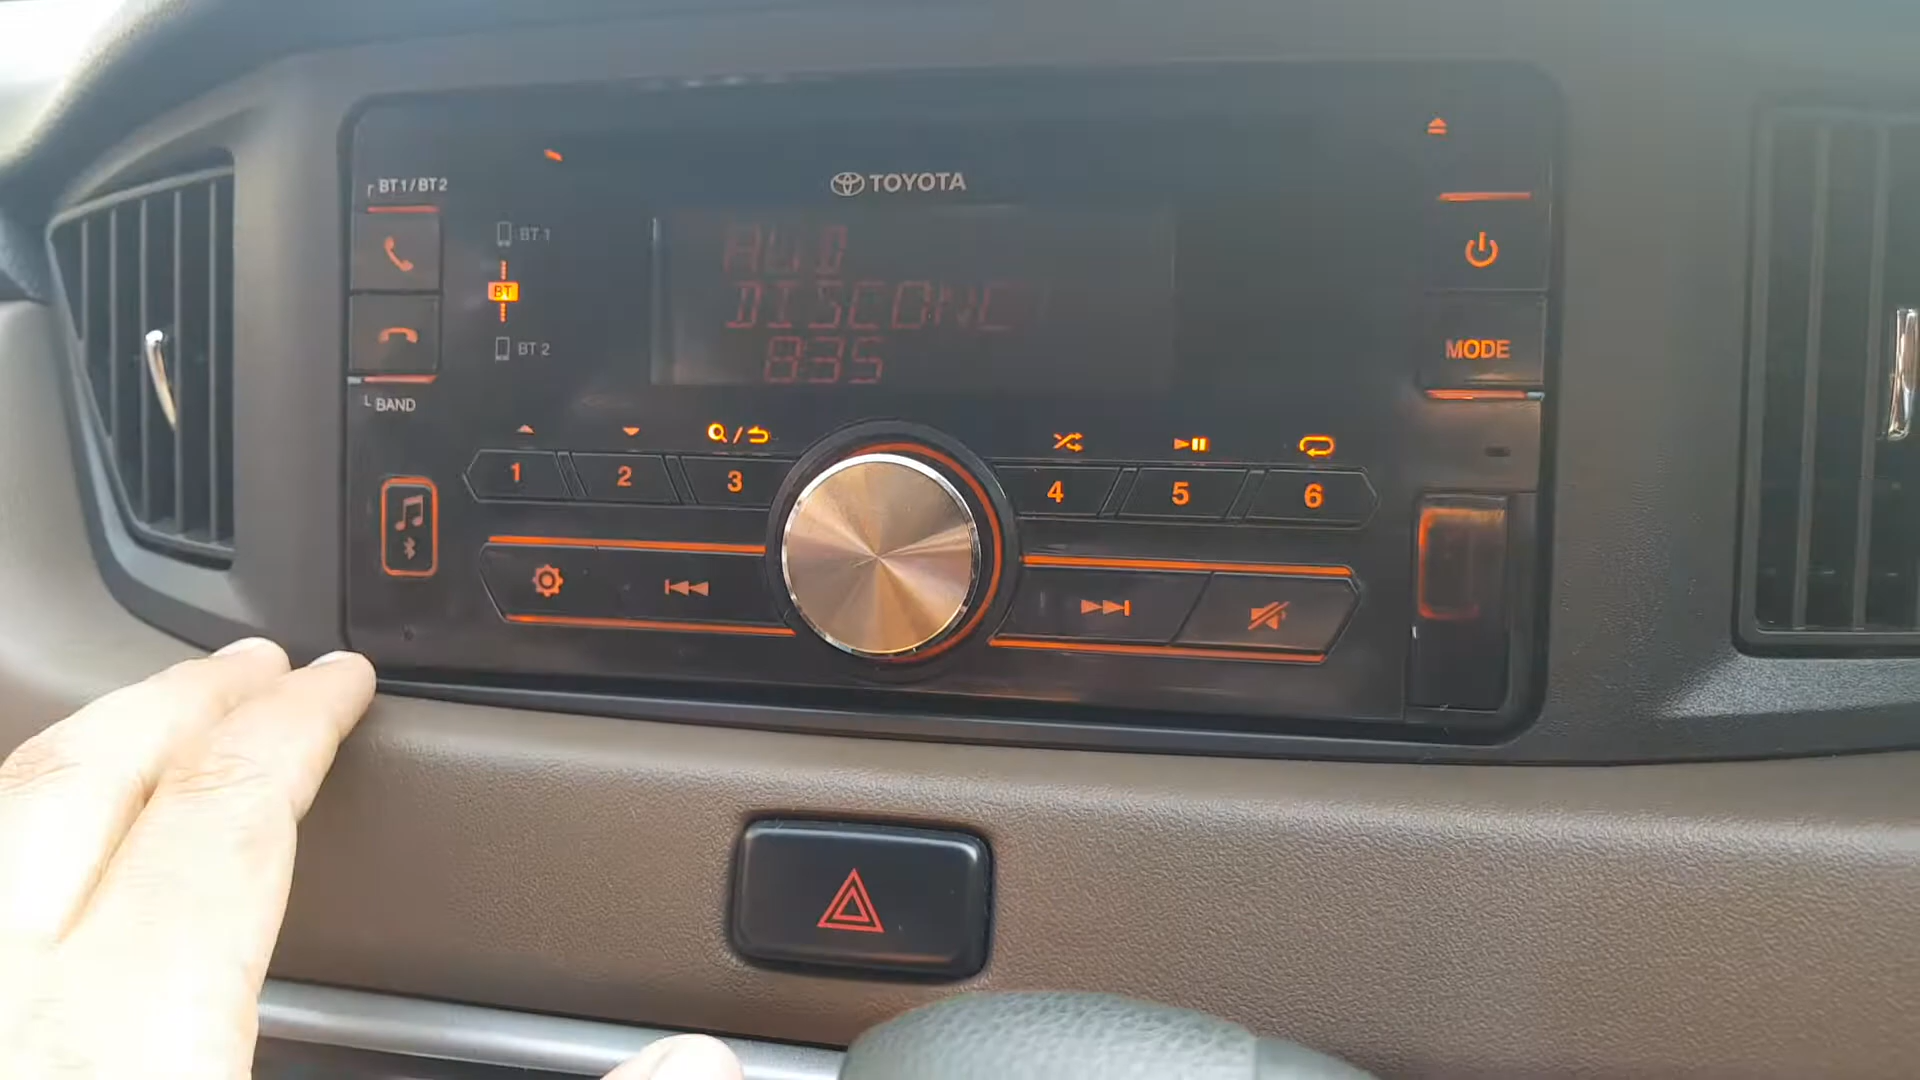 BT1/BT2
TOYOTA
BT 1
BT
BT 2
AUD
DISCONCT
8:35
MODE
BAND
1 2 3 4 5 6